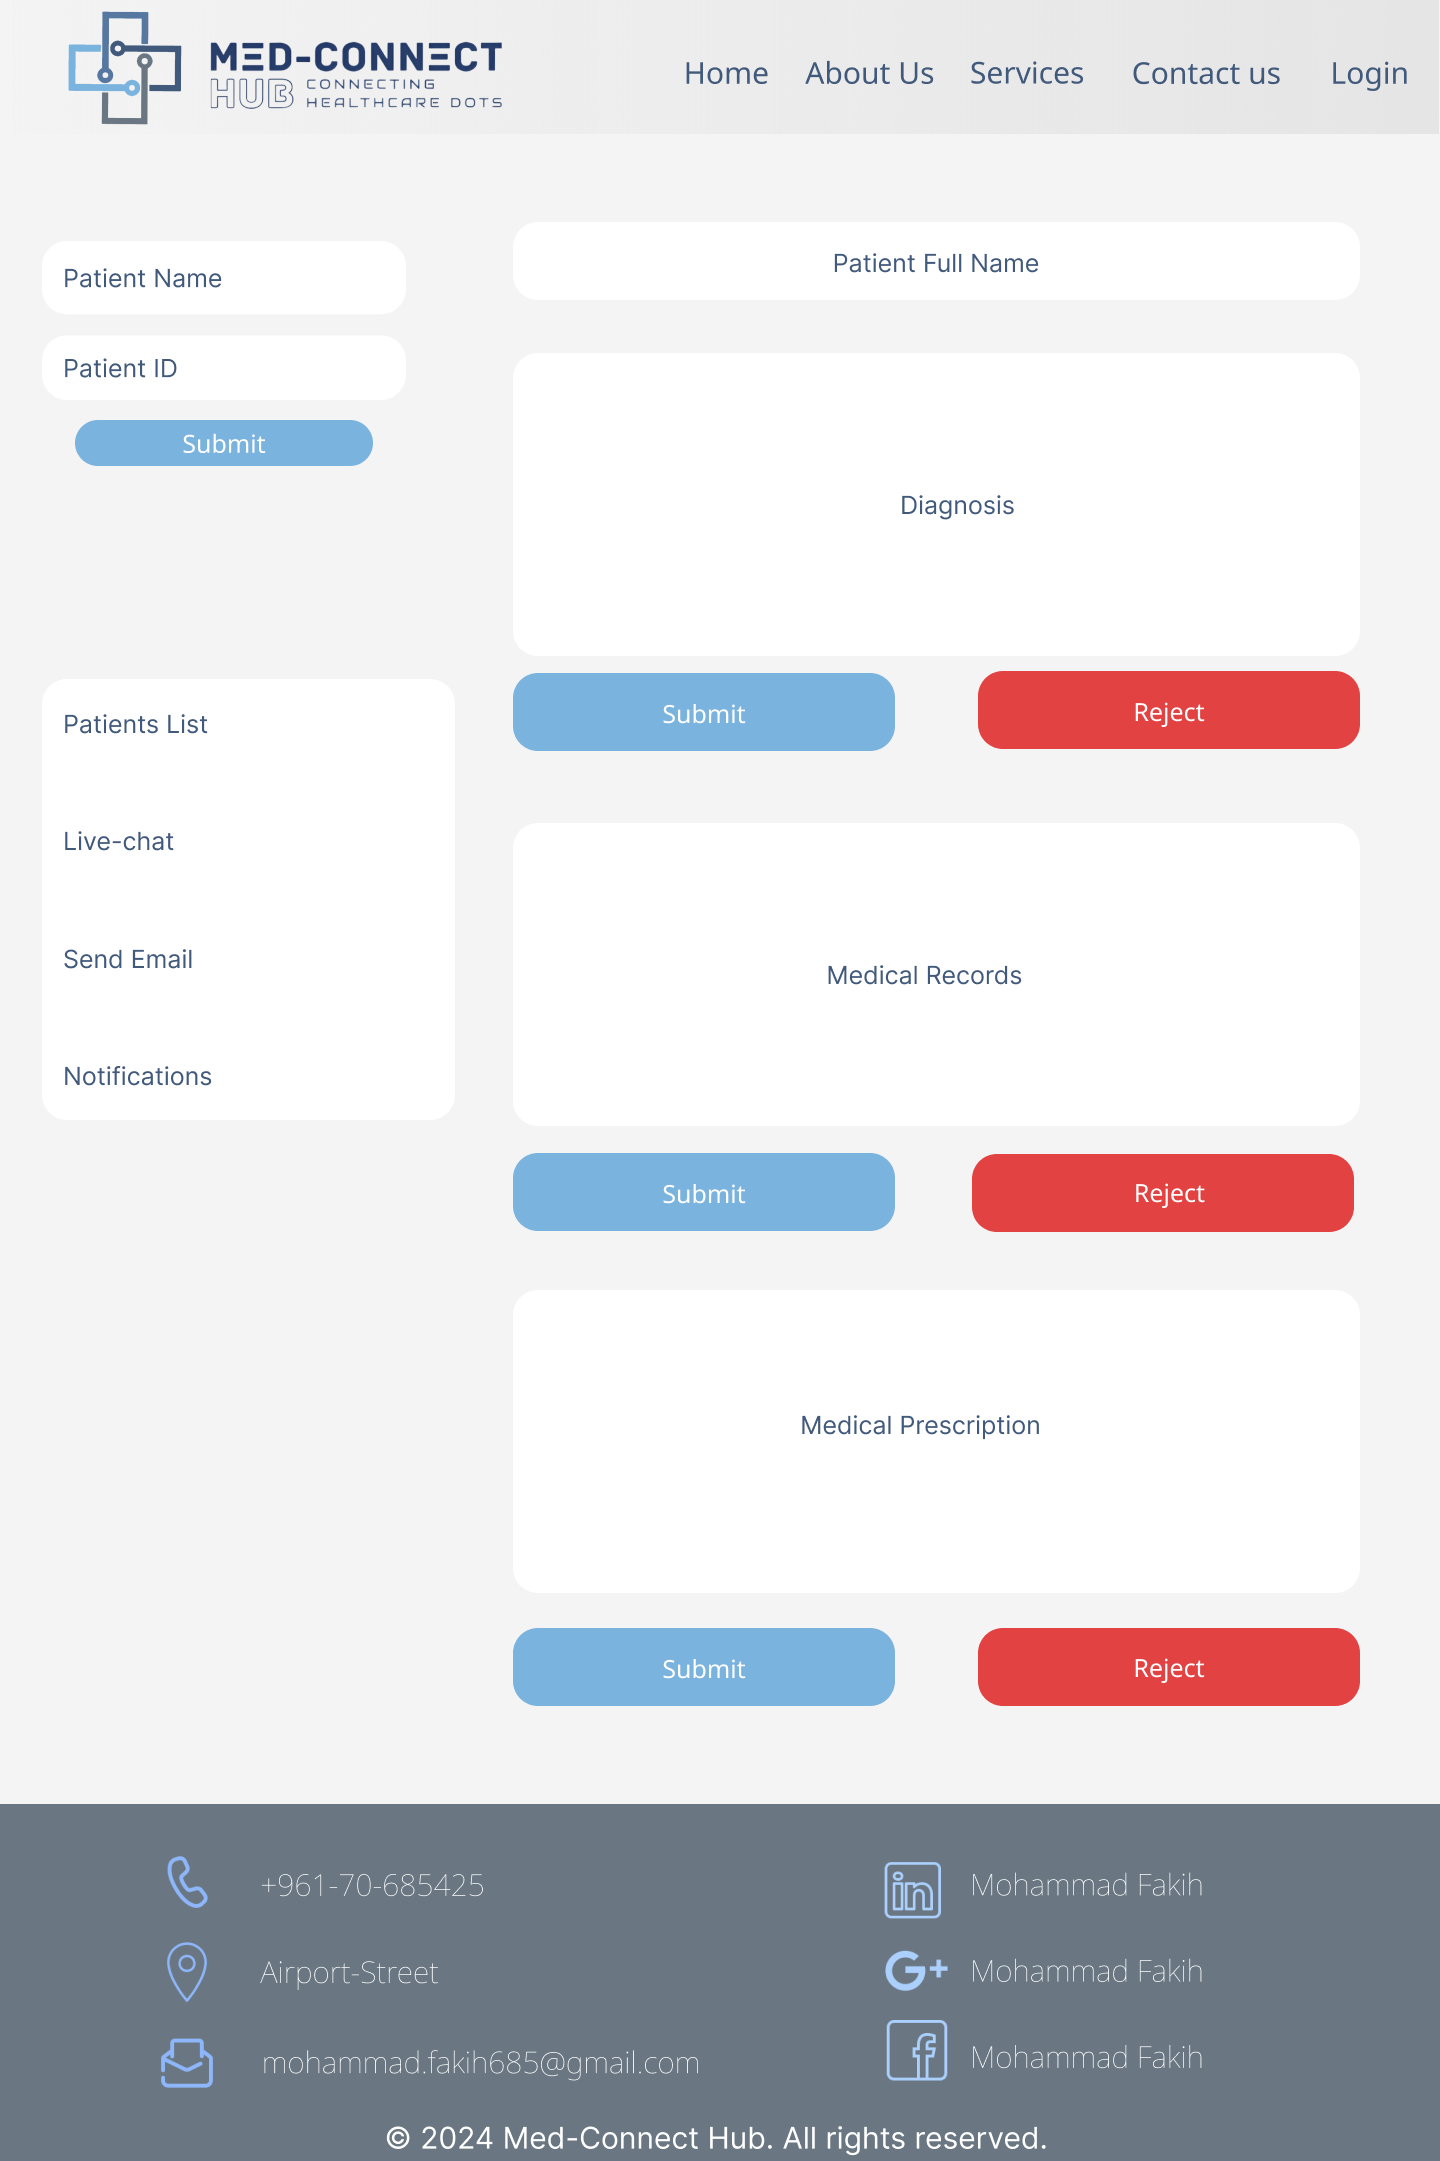 MED-CONNECT
HUB CONNECTING
HEALTHCARE DOTS
Home About Us Services Contact us Login
Patient Name
Patient ID
Submit
Patients List
Live-chat
Send Email
Notifications
Patient Full Name
Diagnosis
Submit Reject
Medical Records
Submit Reject
Medical Prescription
Submit Reject
+961-70-685425
Airport-Street
mohammad.fakih685@gmail.com
in Mohammad Fakih
G+ Mohammad Fakih
f Mohammad Fakih
© 2024 Med-Connect Hub. All rights reserved.